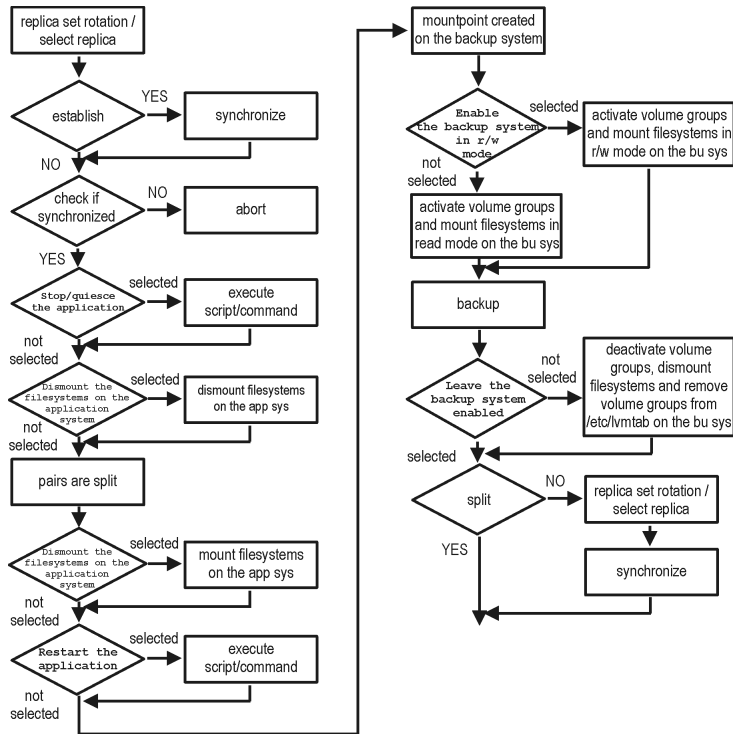 replica set rotation /
select replica
establish
YES
synchronize
NO
check if
synchronized
NO
abort
YES
Stop/quiesce
the application
selected
execute
script/command
not
selected
Dismount the
filesystems on the
application
system
selected
dismount filesystems
on the app sys
not
selected
pairs are split
Dismount the
filesystems on the
application
system
selected
mount filesystems
on the app sys
not
selected
Restart the
application
selected
execute
script/command
not
selected
mountpoint created
on the backup system
Enable
the backup system
in r/w
mode
selected
activate volume groups
and mount filesystems in
r/w mode on the bu sys
not
selected
activate volume groups
and mount filesystems in
read mode on the bu sys
backup
Leave the
backup system
enabled
not
selected
deactivate volume
groups, dismount
filesystems and remove
volume groups from
/etc/lvmtab on the bu sys
selected
split
NO
replica set rotation /
select replica
YES
synchronize